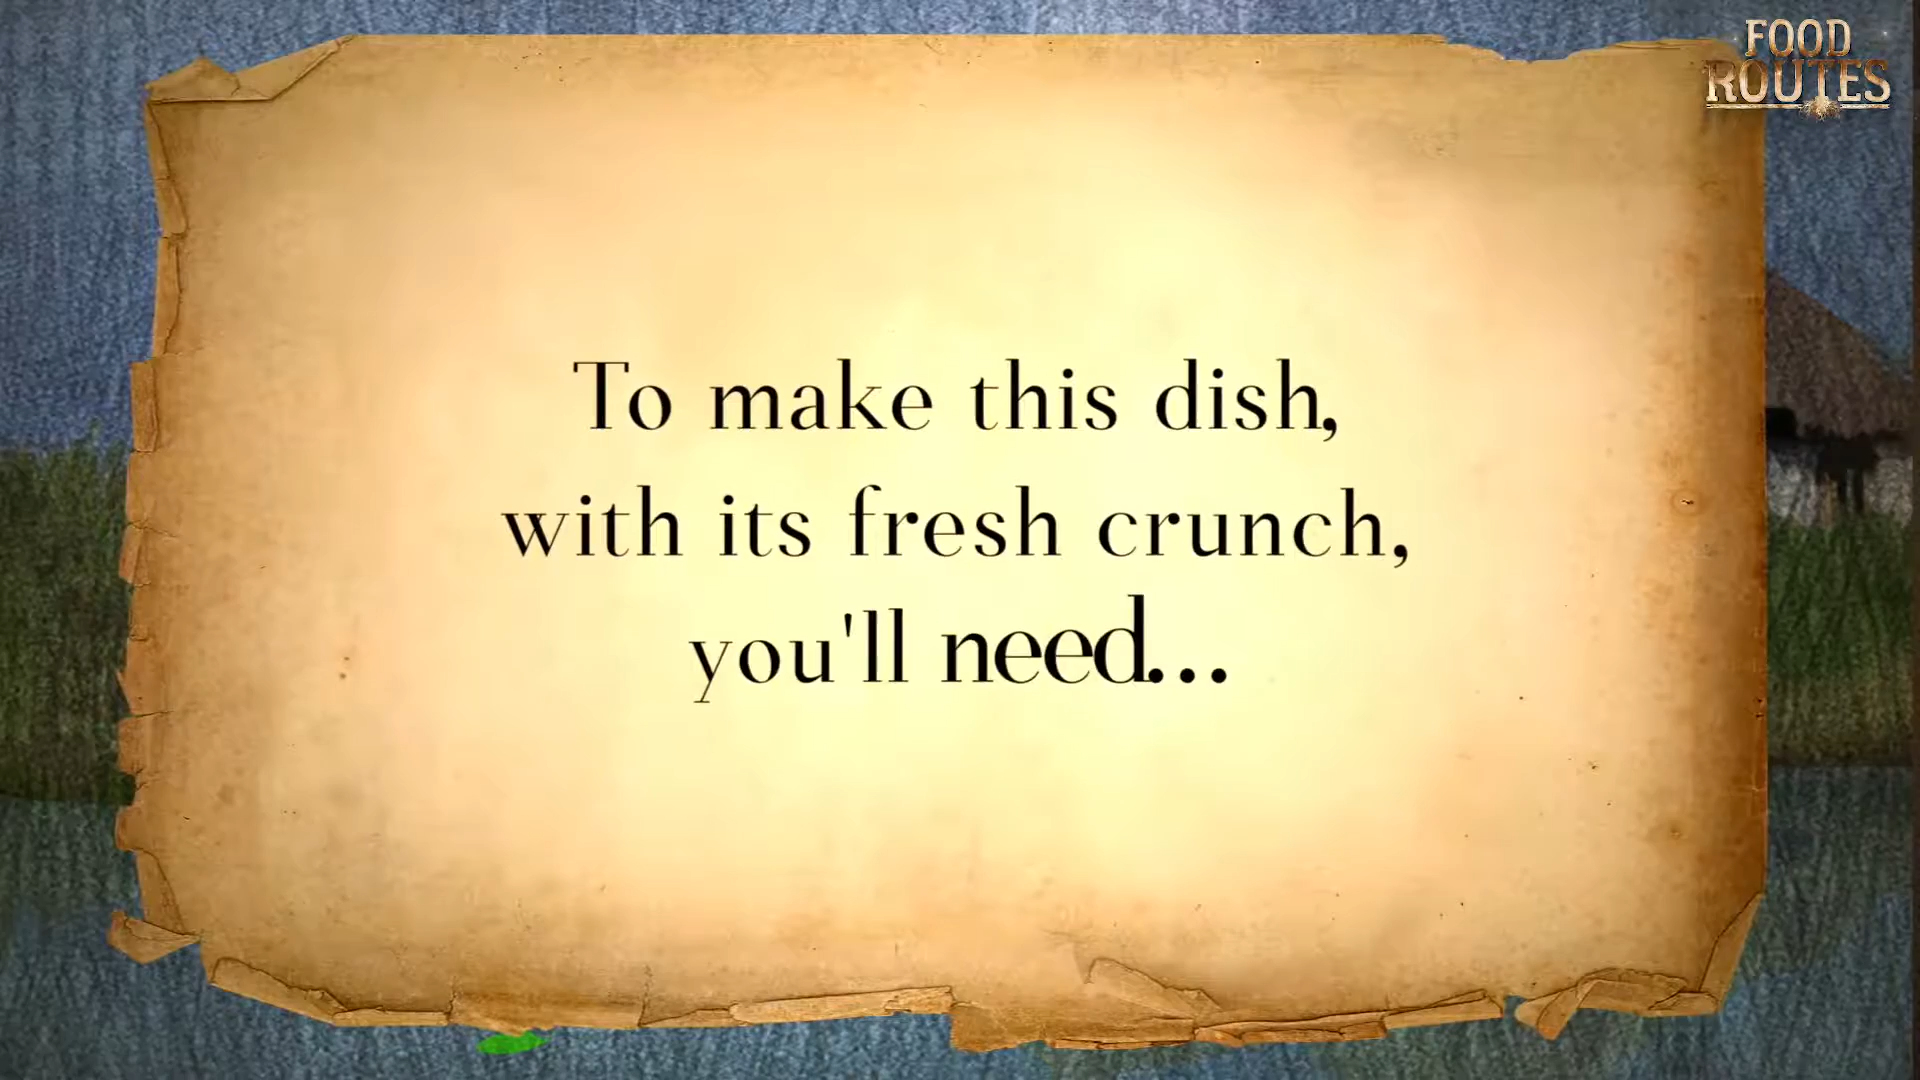 FOOD
ROUTES
To make this dish,
with its fresh crunch,
you'll need...